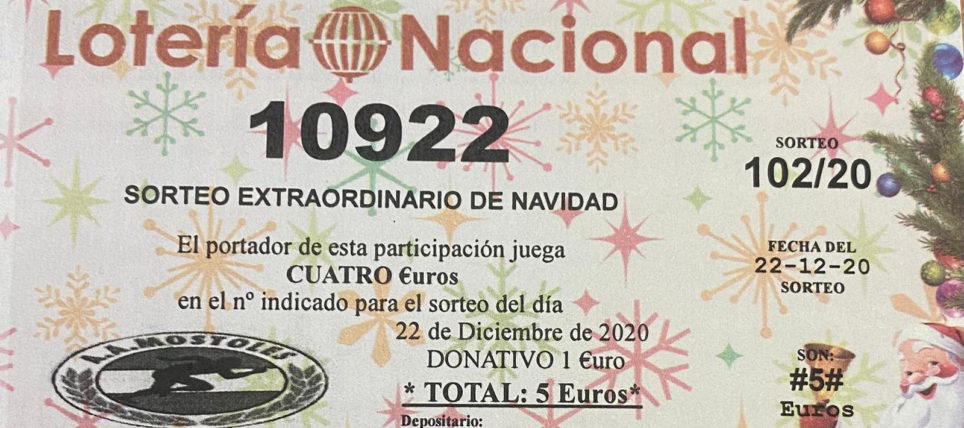 Lotería Nacional
10922
SORTEO EXTRAORDINARIO DE NAVIDAD
SORTEO
102/20
El portador de esta participación juega
CUATRO €uros
en el nº indicado para el sorteo del día
22 de Diciembre de 2020
DONATIVO 1 €uro
* TOTAL: 5 Euros*
Depositario:
FECHA DEL
22-12-20
SORTEO
SON:
#5#
Euros
A.A.MOSTOLES